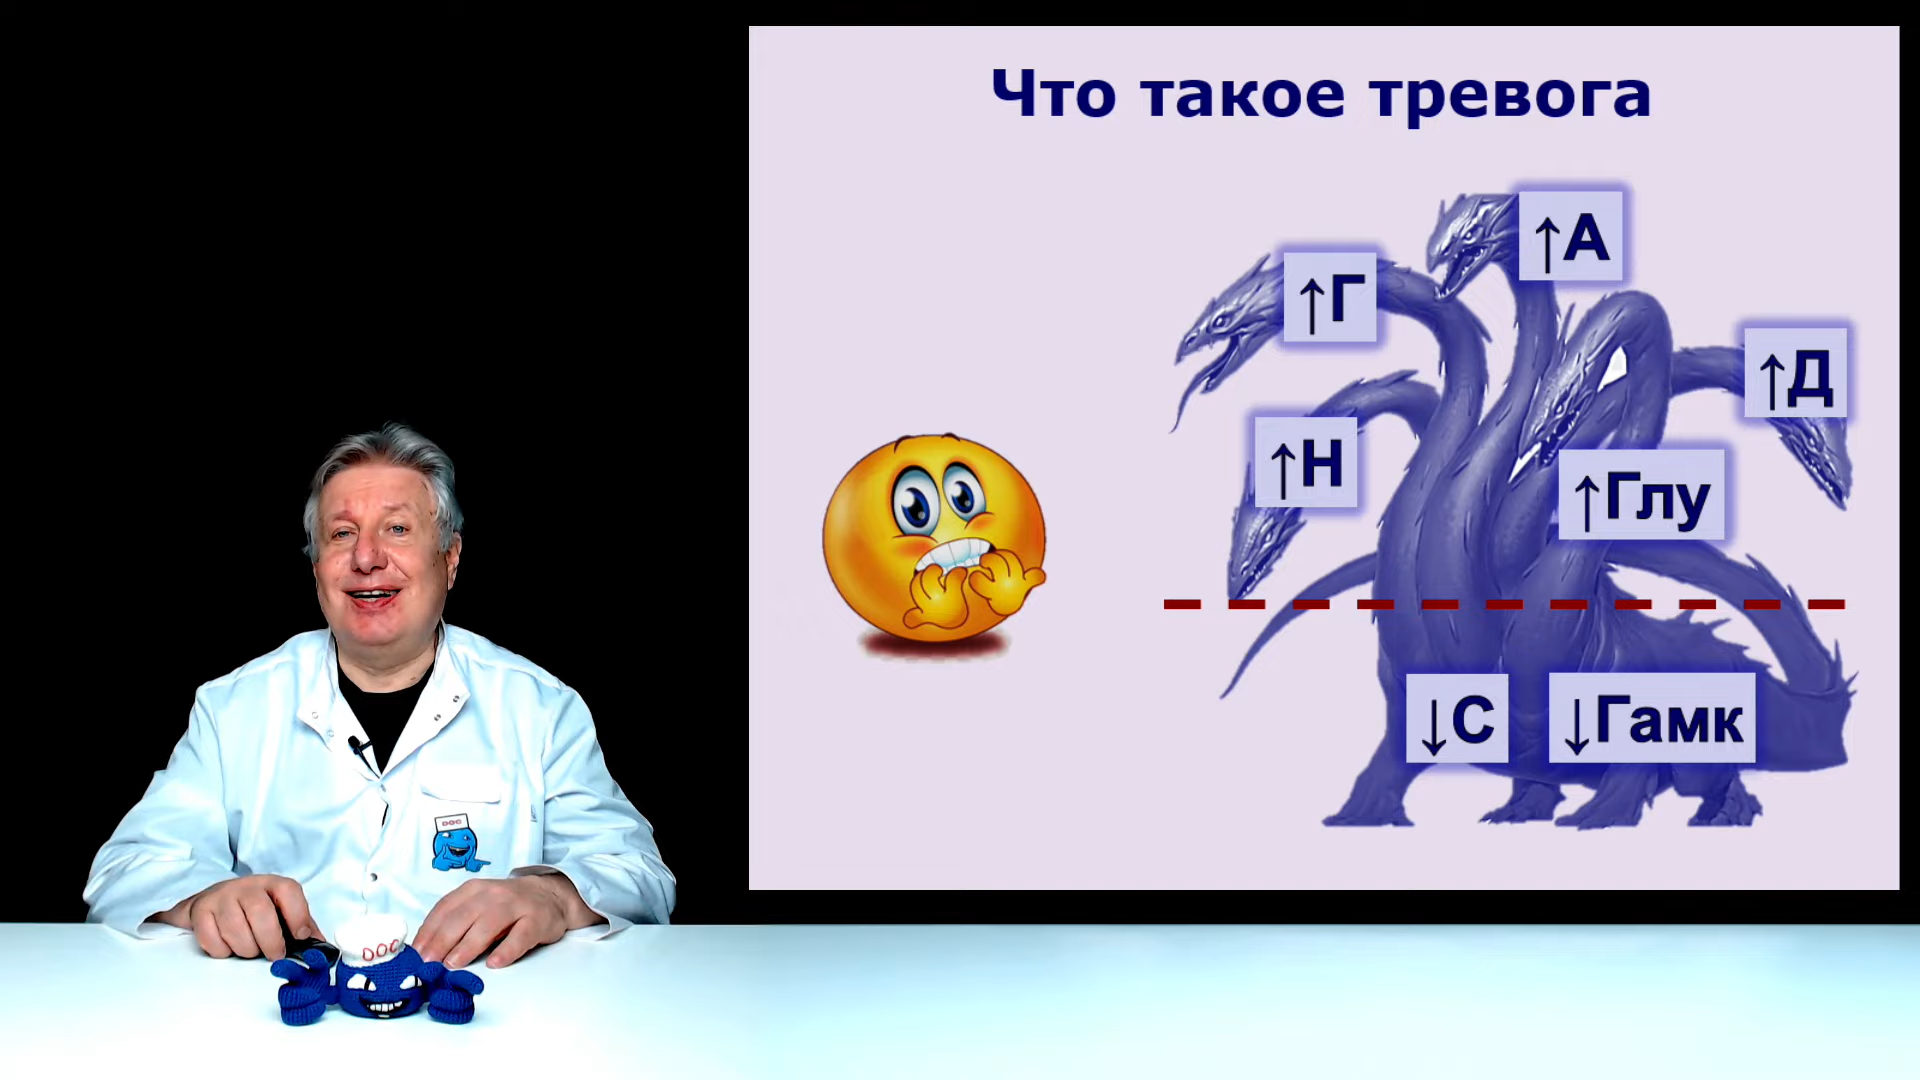 Что такое тревога
↑А
↑Г
↑Д
↑Н
↑Глу
↓С
↓Гамк
DOC
DOC